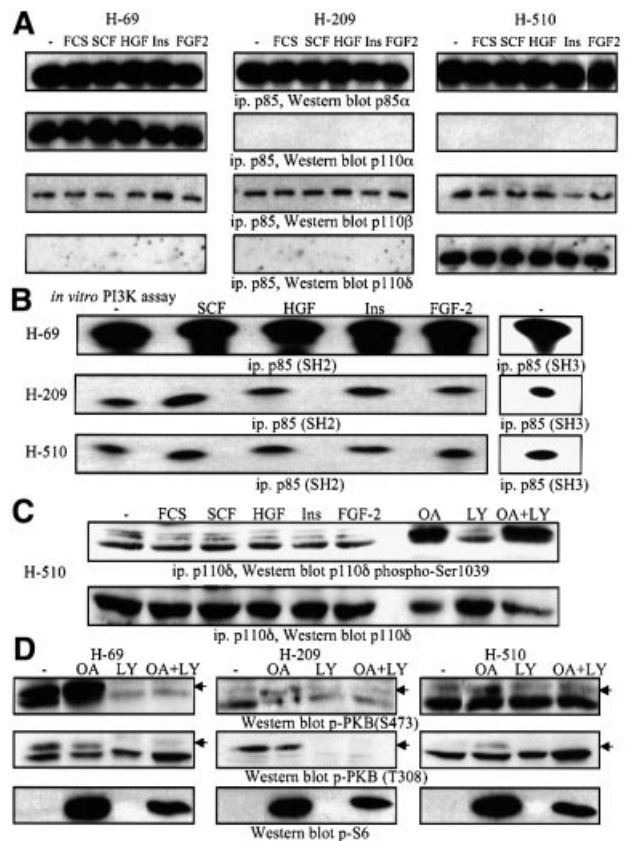 A
H-69 H-209 H-510
- FCS SCF HGF Ins FGF2 - FCS SCF HGF Ins FGF2 - FCS SCF HGF Ins FGF2
ip. p85, Western blot p85α
ip. p85, Western blot p110α
ip. p85, Western blot p110β
ip. p85, Western blot p110δ
B in vitro PI3K assay
- SCF HGF Ins FGF-2 -
H-69
ip. p85 (SH2) ip. p85 (SH3)
H-209
ip. p85 (SH2) ip. p85 (SH3)
H-510
ip. p85 (SH2) ip. p85 (SH3)
C
- FCS SCF HGF Ins FGF-2 OA LY OA+LY
ip. p110δ, Western blot p110δ phospho-Ser1039
H-510
ip. p110δ, Western blot p110δ
D
H-69 H-209 H-510
- OA LY OA+LY - OA LY OA+LY - OA LY OA+LY
Western blot p-PKB(S473)
Western blot p-PKB (T308)
Western blot p-S6